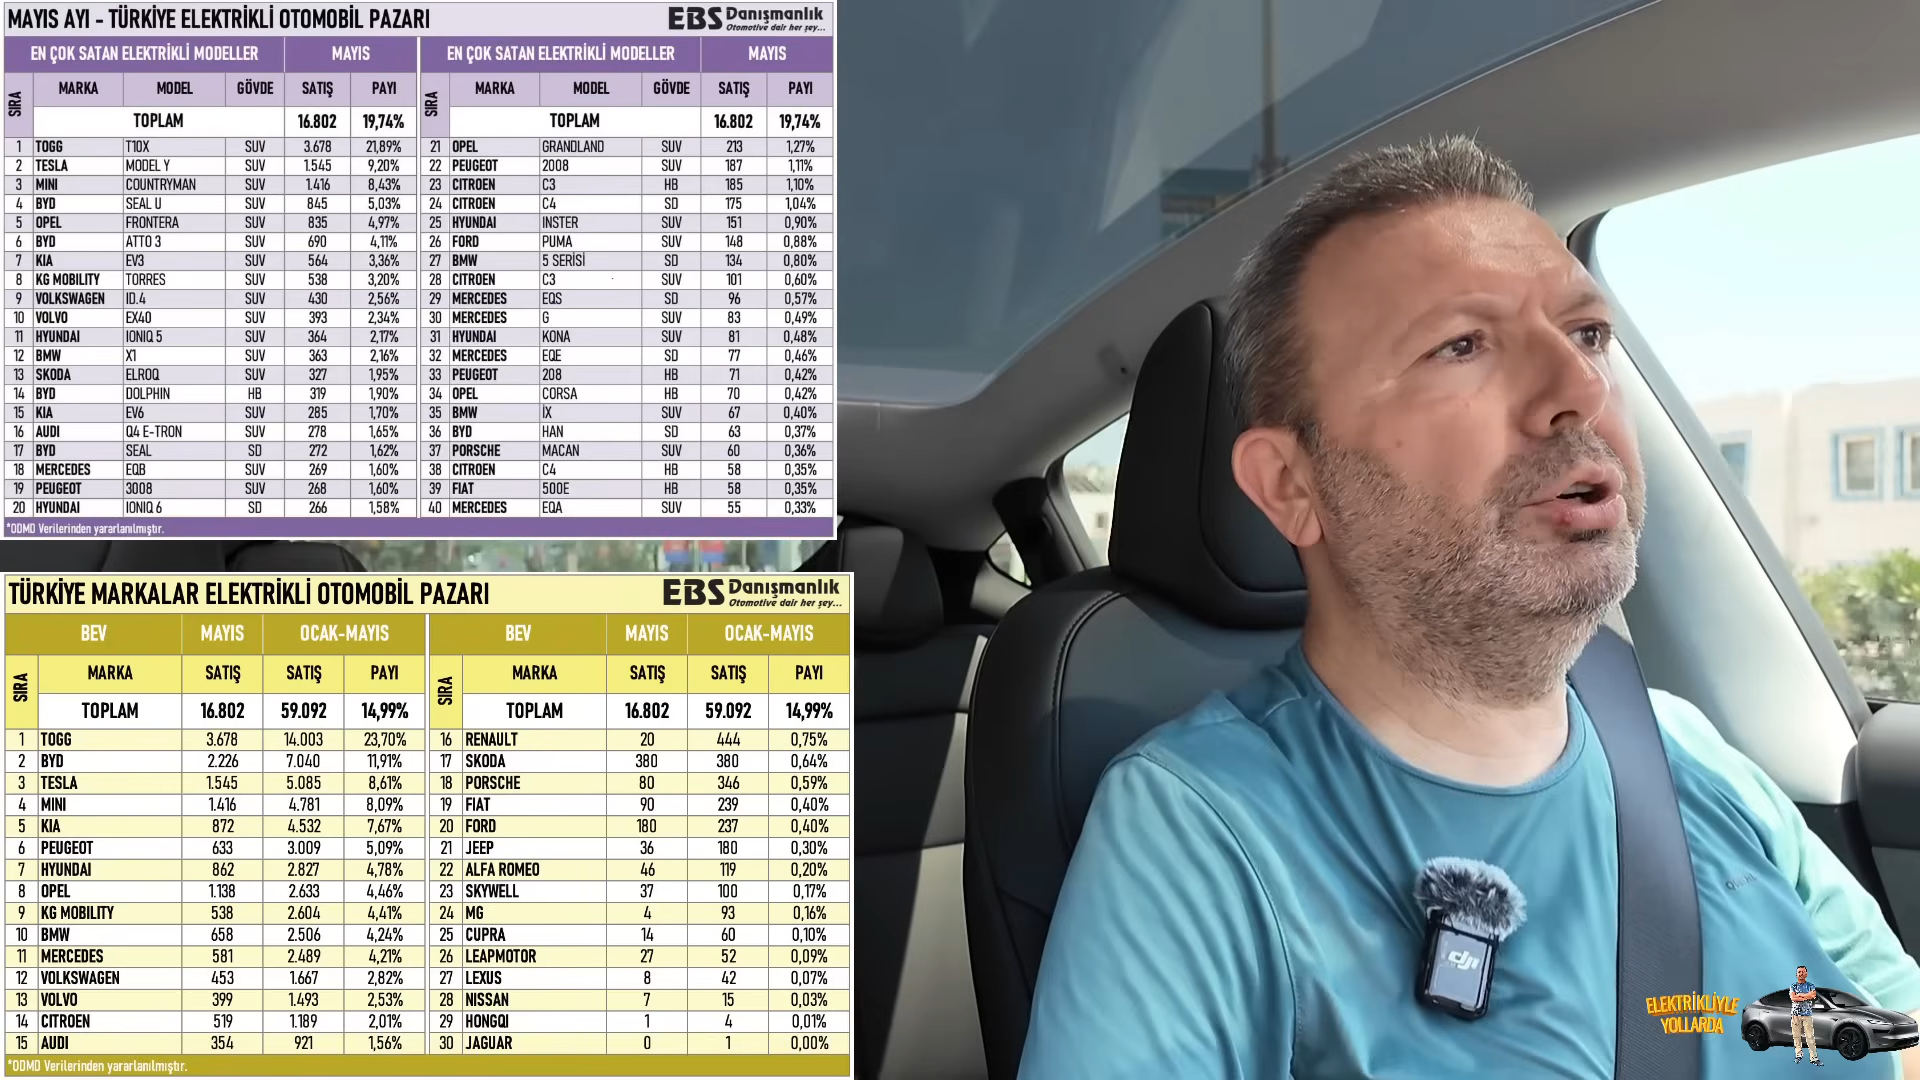 MAYIS AYI - TÜRKİYE ELEKTRİKLİ OTOMOBİL PAZARI
EBS Danışmanlık
Otomotive dair her şey...
EN ÇOK SATAN ELEKTRİKLİ MODELLER MAYIS EN ÇOK SATAN ELEKTRİKLİ MODELLER MAYIS
SIRA MARKA MODEL GÖVDE SATIŞ PAYI SIRA MARKA MODEL GÖVDE SATIŞ PAYI
TOPLAM 16.802 19,74% TOPLAM 16.802 19,74%
1 TOGG T10X SUV 3.678 21,89% 21 OPEL GRANDLAND SUV 213 1,27%
2 TESLA MODEL Y SUV 1.545 9,20% 22 PEUGEOT 2008 SUV 187 1,11%
3 MINI COUNTRYMAN SUV 1.416 8,43% 23 CITROEN C3 HB 185 1,10%
4 BYD SEAL U SUV 845 5,03% 24 CITROEN C4 SD 175 1,04%
5 OPEL FRONTERA SUV 835 4,97% 25 HYUNDAI INSTER SUV 151 0,90%
6 BYD ATTO 3 SUV 690 4,11% 26 FORD PUMA SUV 148 0,88%
7 KIA EV3 SUV 564 3,36% 27 BMW 5 SERİSİ SD 134 0,80%
8 KG MOBILITY TORRES SUV 538 3,20% 28 CITROEN C3 SUV 101 0,60%
9 VOLKSWAGEN ID.4 SUV 430 2,56% 29 MERCEDES EQS SD 96 0,57%
10 VOLVO EX40 SUV 393 2,34% 30 MERCEDES G SUV 83 0,49%
11 HYUNDAI IONIQ 5 SUV 364 2,17% 31 HYUNDAI KONA SUV 81 0,48%
12 BMW X1 SUV 363 2,16% 32 MERCEDES EQE SD 77 0,46%
13 SKODA ELROQ SUV 327 1,95% 33 PEUGEOT 208 HB 71 0,42%
14 BYD DOLPHIN HB 319 1,90% 34 OPEL CORSA HB 70 0,42%
15 KIA EV6 SUV 285 1,70% 35 BMW İX SUV 67 0,40%
16 AUDI Q4 E-TRON SUV 278 1,65% 36 BYD HAN SD 63 0,37%
17 BYD SEAL SD 272 1,62% 37 PORSCHE MACAN SUV 60 0,36%
18 MERCEDES EQB SUV 269 1,60% 38 CITROEN C4 HB 58 0,35%
19 PEUGEOT 3008 SUV 268 1,60% 39 FIAT 500E HB 58 0,35%
20 HYUNDAI IONIQ 6 SD 266 1,58% 40 MERCEDES EQA SUV 55 0,33%
*ODMD Verilerinden yararlanılmıştır.
TÜRKİYE MARKALAR ELEKTRİKLİ OTOMOBİL PAZARI
EBS Danışmanlık
Otomotive dair her şey...
BEV MAYIS OCAK-MAYIS BEV MAYIS OCAK-MAYIS
SIRA MARKA SATIŞ SATIŞ PAYI SIRA MARKA SATIŞ SATIŞ PAYI
TOPLAM 16.802 59.092 14,99% TOPLAM 16.802 59.092 14,99%
1 TOGG 3.678 14.003 23,70% 16 RENAULT 20 444 0,75%
2 BYD 2.226 7.040 11,91% 17 SKODA 380 380 0,64%
3 TESLA 1.545 5.085 8,61% 18 PORSCHE 80 346 0,59%
4 MINI 1.416 4.781 8,09% 19 FIAT 90 239 0,40%
5 KIA 872 4.532 7,67% 20 FORD 180 237 0,40%
6 PEUGEOT 633 3.009 5,09% 21 JEEP 36 180 0,30%
7 HYUNDAI 862 2.827 4,78% 22 ALFA ROMEO 46 119 0,20%
8 OPEL 1.138 2.633 4,46% 23 SKYWELL 37 100 0,17%
9 KG MOBILITY 538 2.604 4,41% 24 MG 4 93 0,16%
10 BMW 658 2.506 4,24% 25 CUPRA 14 60 0,10%
11 MERCEDES 581 2.489 4,21% 26 LEAPMOTOR 27 52 0,09%
12 VOLKSWAGEN 453 1.667 2,82% 27 LEXUS 8 42 0,07%
13 VOLVO 399 1.493 2,53% 28 NISSAN 7 15 0,03%
14 CITROEN 519 1.189 2,01% 29 HONGQI 1 4 0,01%
15 AUDI 354 921 1,56% 30 JAGUAR 0 1 0,00%
*ODMD Verilerinden yararlanılmıştır.
dji
ELEKTRİKLİYLE
YOLLARDA